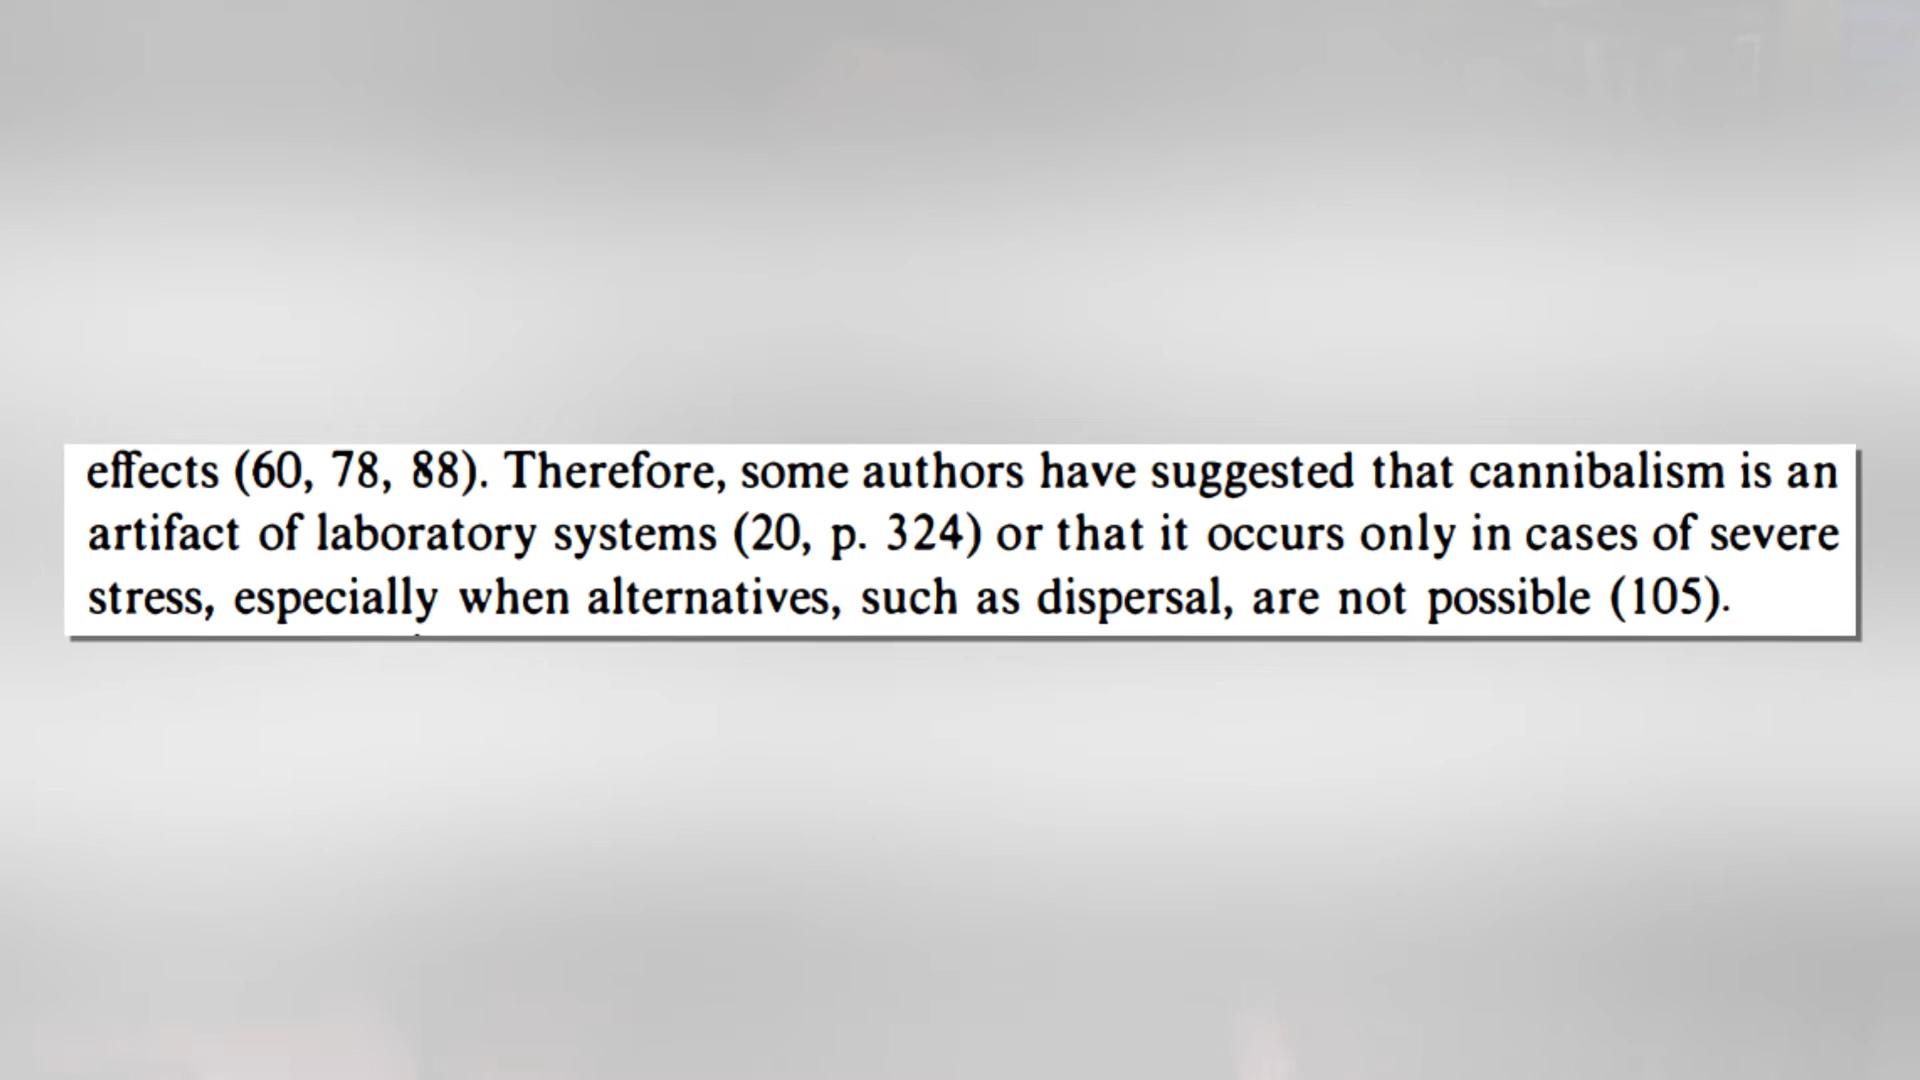 effects (60, 78, 88). Therefore, some authors have suggested that cannibalism is an
artifact of laboratory systems (20, p. 324) or that it occurs only in cases of severe
stress, especially when alternatives, such as dispersal, are not possible (105).